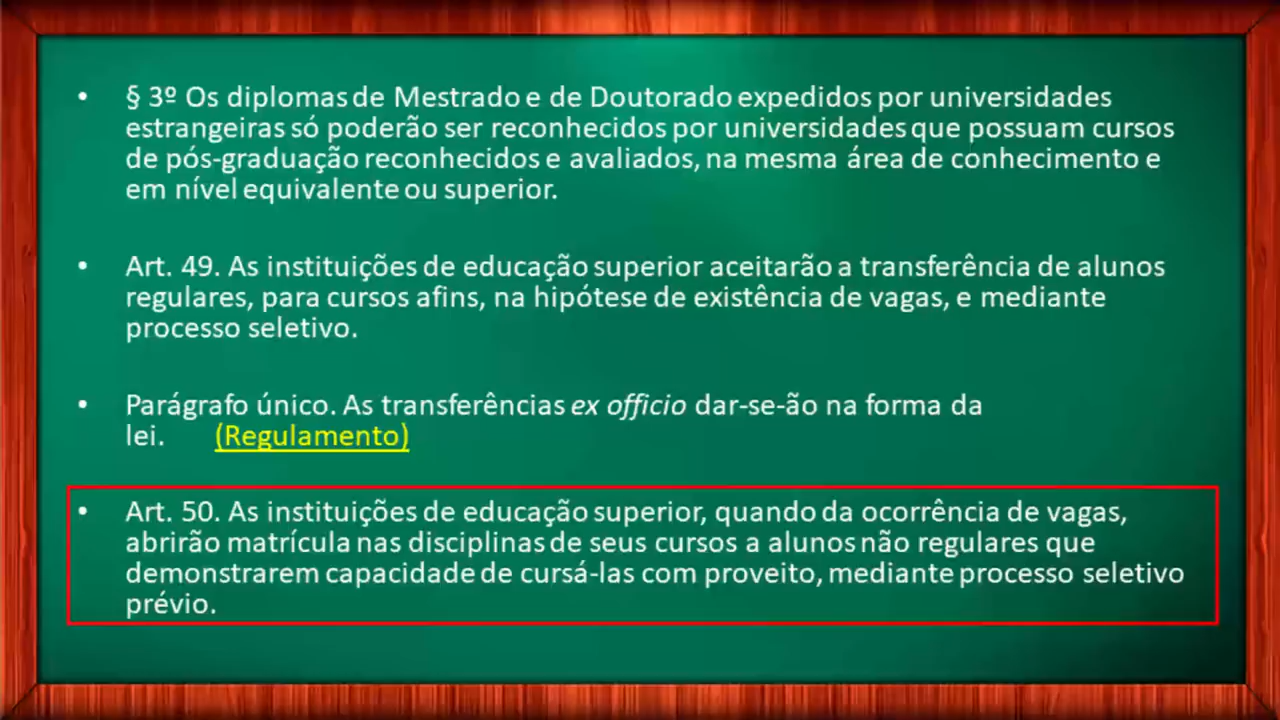 • § 3º Os diplomas de Mestrado e de Doutorado expedidos por universidades
estrangeiras só poderão ser reconhecidos por universidades que possuam cursos
de pós-graduação reconhecidos e avaliados, na mesma área de conhecimento e
em nível equivalente ou superior.
• Art. 49. As instituições de educação superior aceitarão a transferência de alunos
regulares, para cursos afins, na hipótese de existência de vagas, e mediante
processo seletivo.
• Parágrafo único. As transferências ex officio dar-se-ão na forma da
lei. (Regulamento)
• Art. 50. As instituições de educação superior, quando da ocorrência de vagas,
abrirão matrícula nas disciplinas de seus cursos a alunos não regulares que
demonstrarem capacidade de cursá-las com proveito, mediante processo seletivo
prévio.